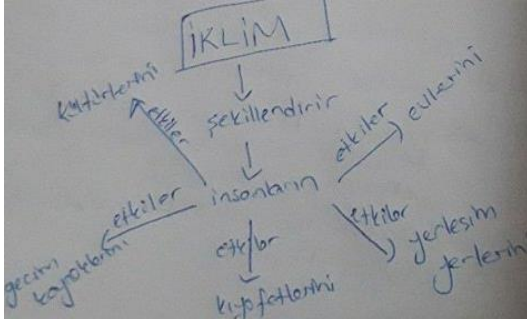 İKLİM
şekillendirir
insanların
etkiler
kültürlerini
etkiler
evlerini
etkiler
geçim
kaynaklarını
etkiler
kıyafetlerini
etkiler
yerleşim
yerlerini